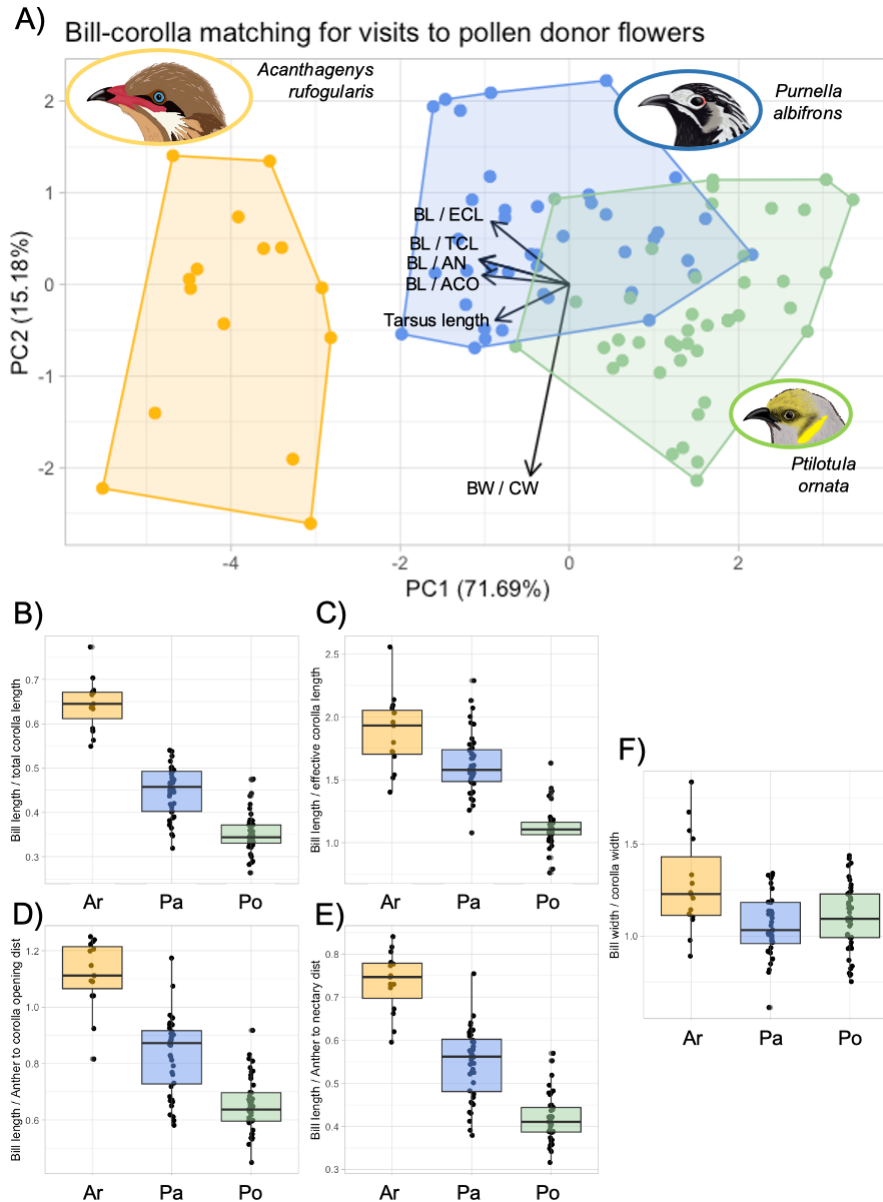 A)
Bill-corolla matching for visits to pollen donor flowers
Acanthagenys
rufogularis
Purnella
albifrons
PC2 (15.18%)
2
1
0
-1
-2
BL / ECL
BL / TCL
BL / AN
BL / ACO
Tarsus length
BW / CW
Ptilotula
ornata
-4
-2
0
2
PC1 (71.69%)
B)
Bill length / total corolla length
0.7
0.6
0.5
0.4
0.3
Ar
Pa
Po
C)
Bill length / effective corolla length
2.5
2.0
1.5
1.0
Ar
Pa
Po
F)
Bill width / corolla width
1.5
1.0
Ar
Pa
Po
D)
Bill length / Anther to corolla opening dist
1.2
1.0
0.8
0.6
Ar
Pa
Po
E)
Bill length / Anther to nectary dist
0.8
0.7
0.6
0.5
0.4
0.3
Ar
Pa
Po